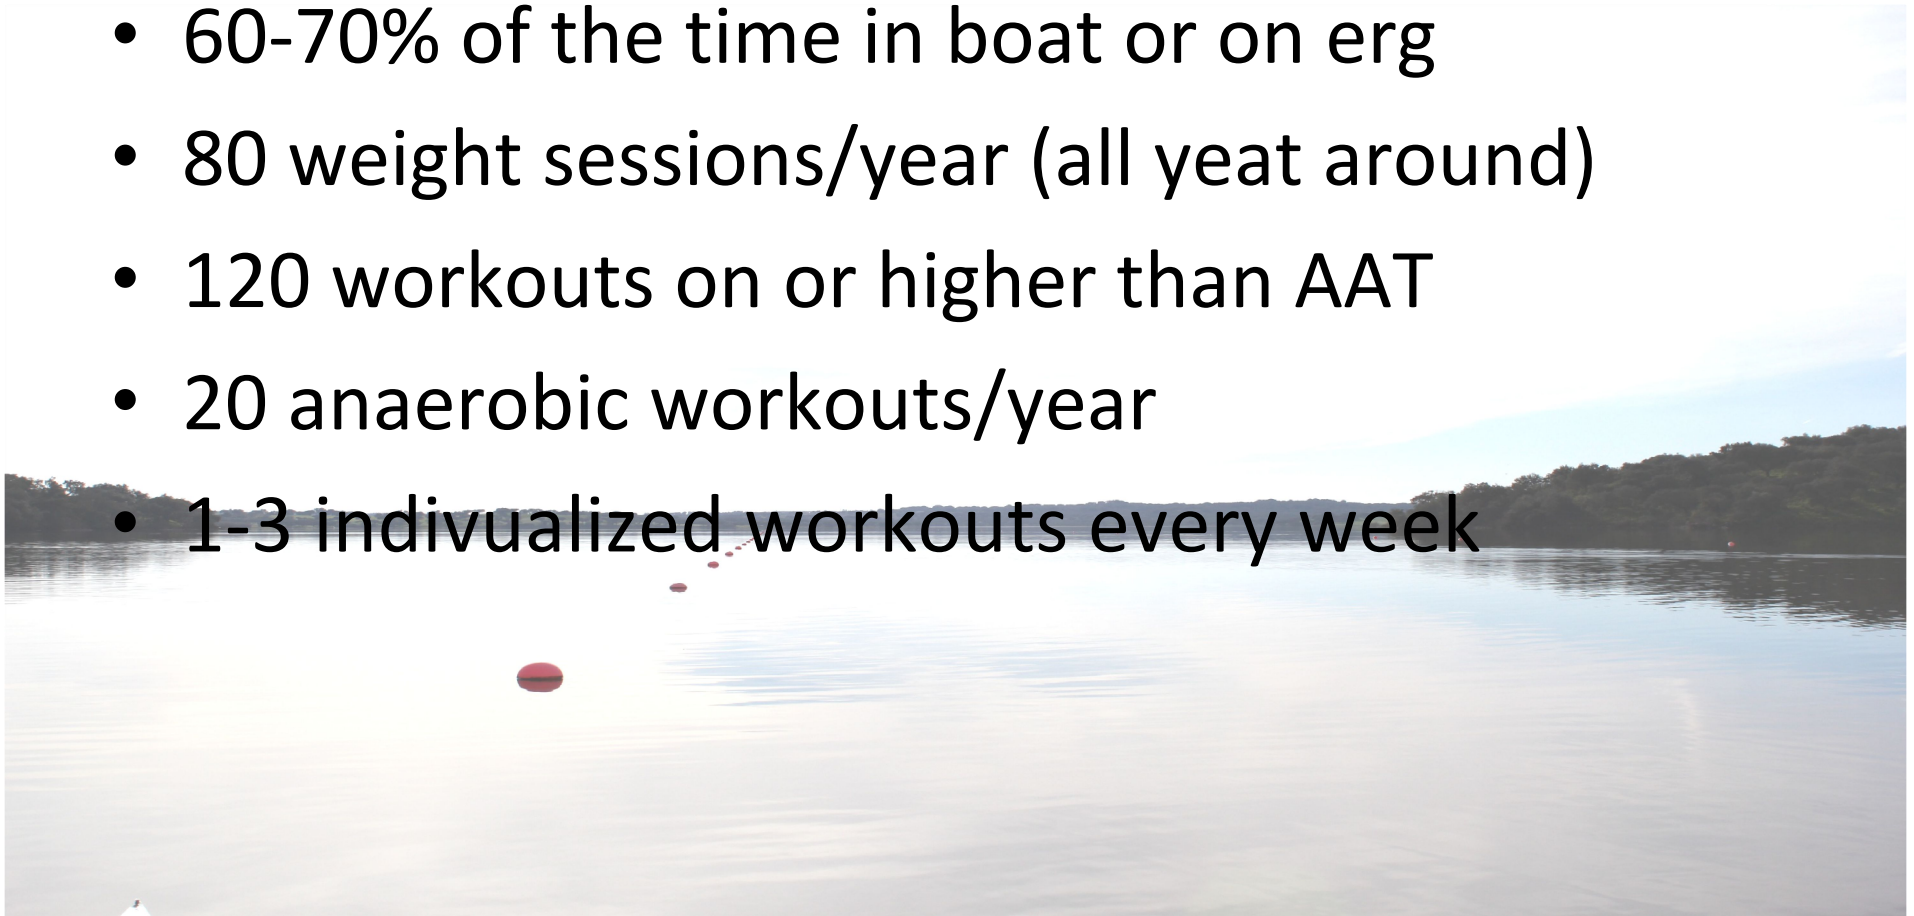 • 60-70% of the time in boat or on erg
• 80 weight sessions/year (all yeat around)
• 120 workouts on or higher than AAT
• 20 anaerobic workouts/year
• 1-3 indivualized workouts every week